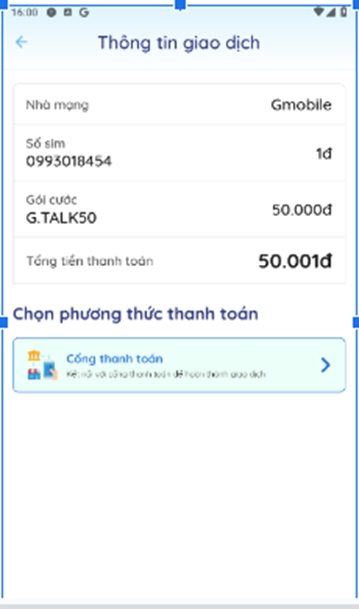 16:00
Thông tin giao dịch
Nhà mạng Gmobile
Số sim
0993018454 1đ
Gói cước
G.TALK50 50.000đ
Tổng tiền thanh toán 50.001đ
Chọn phương thức thanh toán
Cổng thanh toán
Kết nối với cổng thanh toán để hoàn thành giao dịch